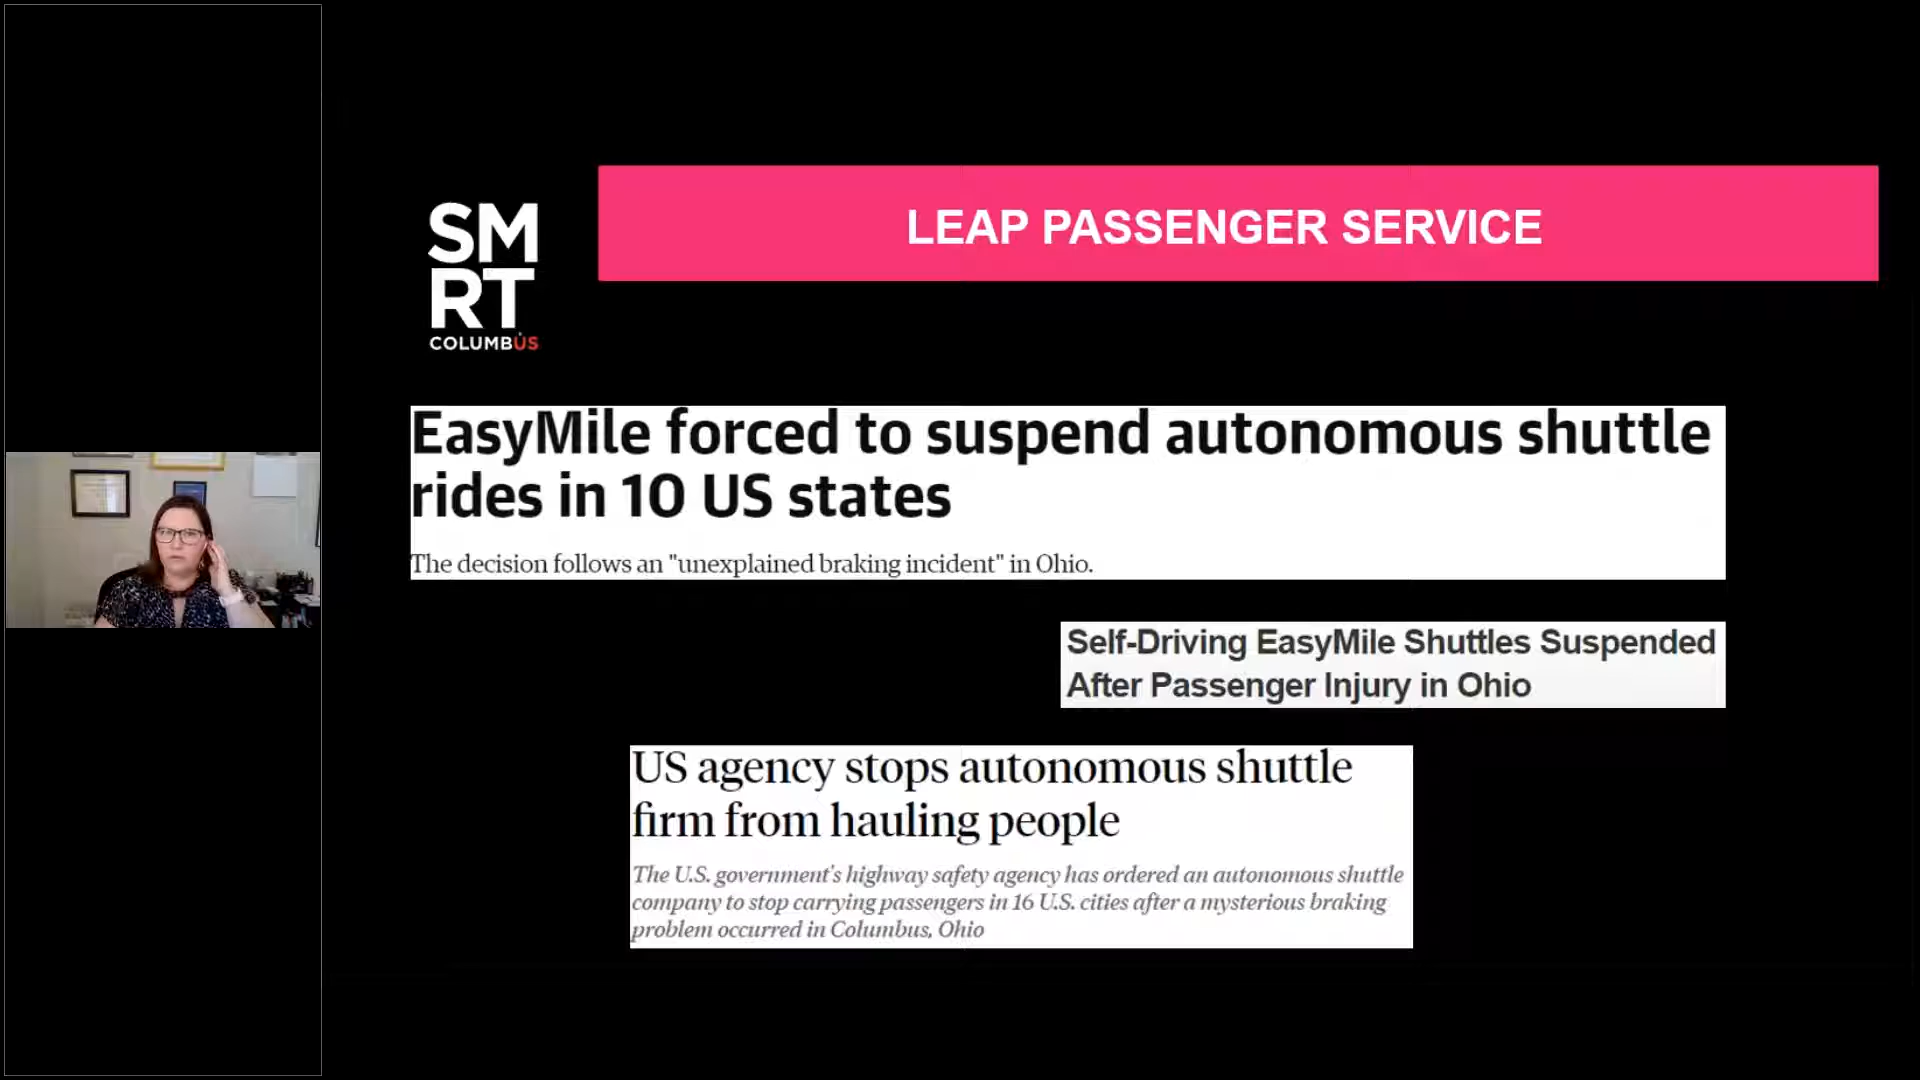 SM
RT
COLUMBUS
LEAP PASSENGER SERVICE
EasyMile forced to suspend autonomous shuttle
rides in 10 US states
The decision follows an "unexplained braking incident" in Ohio.
Self-Driving EasyMile Shuttles Suspended
After Passenger Injury in Ohio
US agency stops autonomous shuttle
firm from hauling people
The U.S. government's highway safety agency has ordered an autonomous shuttle
company to stop carrying passengers in 16 U.S. cities after a mysterious braking
problem occurred in Columbus, Ohio